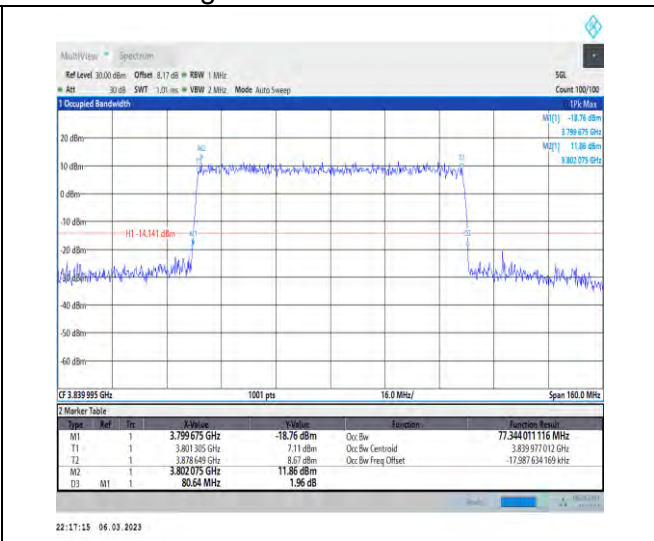 MultiView Spectrum
Ref Level 30.00 dBm Offset 8.17 dB RBW 1 MHz SGL
Att 30 dB SWT 1.01 ms VBW 2 MHz Mode Auto Sweep Count 100/100
1 Occupied Bandwidth 1Pk Max
M1[1] -18.76 dBm
3.799 675 GHz
M2[1] 11.86 dBm
3.802 075 GHz
20 dBm
M2
T2
10 dBm
0 dBm
-10 dBm
H1 -14.141 dBm
M1
D3
-20 dBm
-40 dBm
-50 dBm
-60 dBm
CF 3.839 995 GHz 1001 pts 16.0 MHz/ Span 160.0 MHz
2 Marker Table
Type Ref Trc X-Value Y-Value Function Function Result
M1 1 3.799 675 GHz -18.76 dBm Occ Bw 77.344 011 116 MHz
T1 1 3.801 305 GHz 7.11 dBm Occ Bw Centroid 3.839 977 012 GHz
T2 1 3.878 649 GHz 8.67 dBm Occ Bw Freq Offset -17.987 634 169 kHz
M2 1 3.802 075 GHz 11.86 dBm
D3 M1 1 80.64 MHz 1.96 dB
22:17:15 06.03.2023